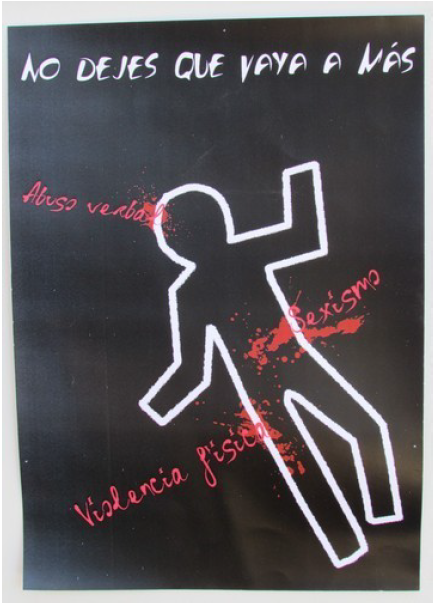 NO DEJES QUE VAYA A MÁS
Abuso verbal
Sexismo
Violencia física